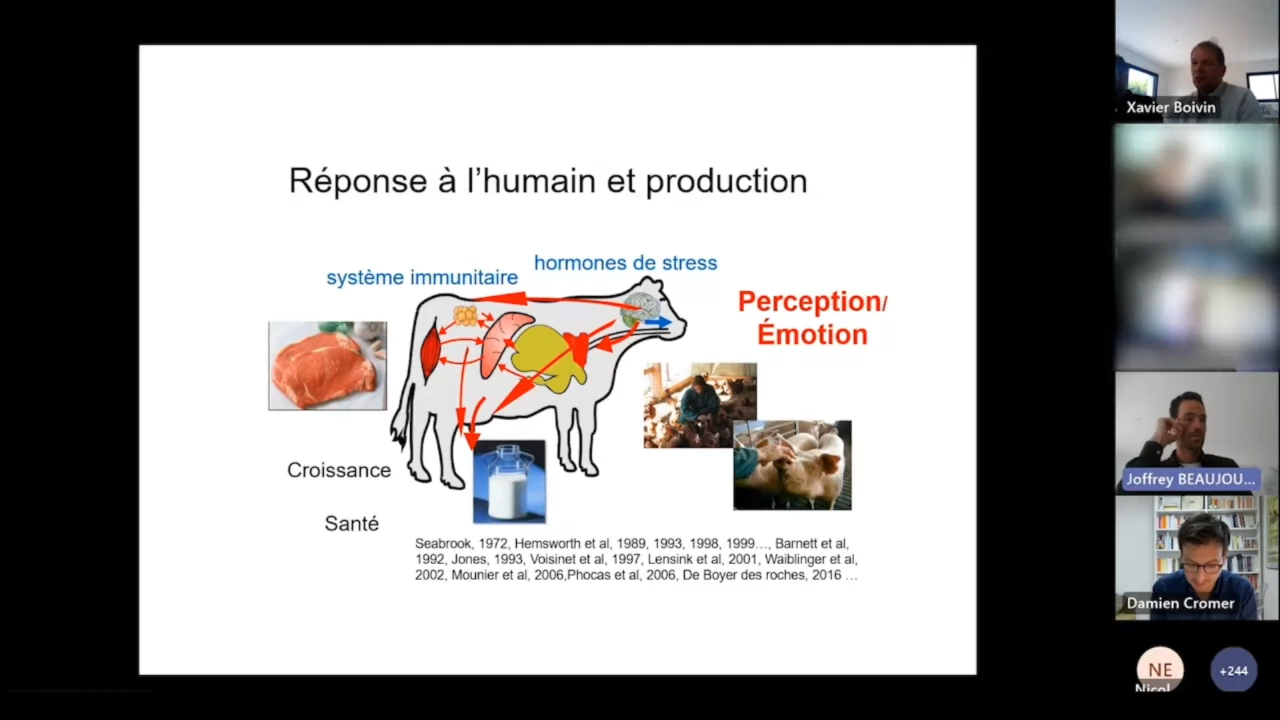 Réponse à l'humain et production
système immunitaire
hormones de stress
Perception/
Émotion
Croissance
Santé
Seabrook, 1972, Hemsworth et al, 1989, 1993, 1998, 1999…, Barnett et al,
1992, Jones, 1993, Voisinet et al, 1997, Lensink et al, 2001, Waiblinger et al,
2002, Mounier et al, 2006,Phocas et al, 2006, De Boyer des roches, 2016 …
Xavier Boivin
Joffrey BEAUJOU...
Damien Cromer
NE
Nicol
+244